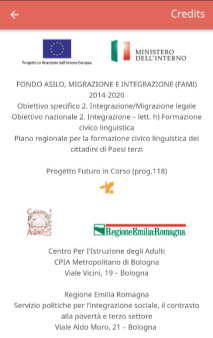 Credits
Progetto co-finanziato dall'Unione Europea
MINISTERO
DELL'INTERNO
FONDO ASILO, MIGRAZIONE E INTEGRAZIONE (FAMI)
2014-2020
Obiettivo specifico 2. Integrazione/Migrazione legale
Obiettivo nazionale 2. Integrazione – lett. h) Formazione
civico linguistica
Piano regionale per la formazione civico linguistica dei
cittadini di Paesi terzi
Progetto Futuro in Corso (prog.118)
RegioneEmiliaRomagna
Centro Per l'Istruzione degli Adulti
CPIA Metropolitano di Bologna
Viale Vicini, 19 – Bologna
Regione Emilia Romagna
Servizio politiche per l'integrazione sociale, il contrasto
alla povertà e terzo settore
Viale Aldo Moro, 21 – Bologna